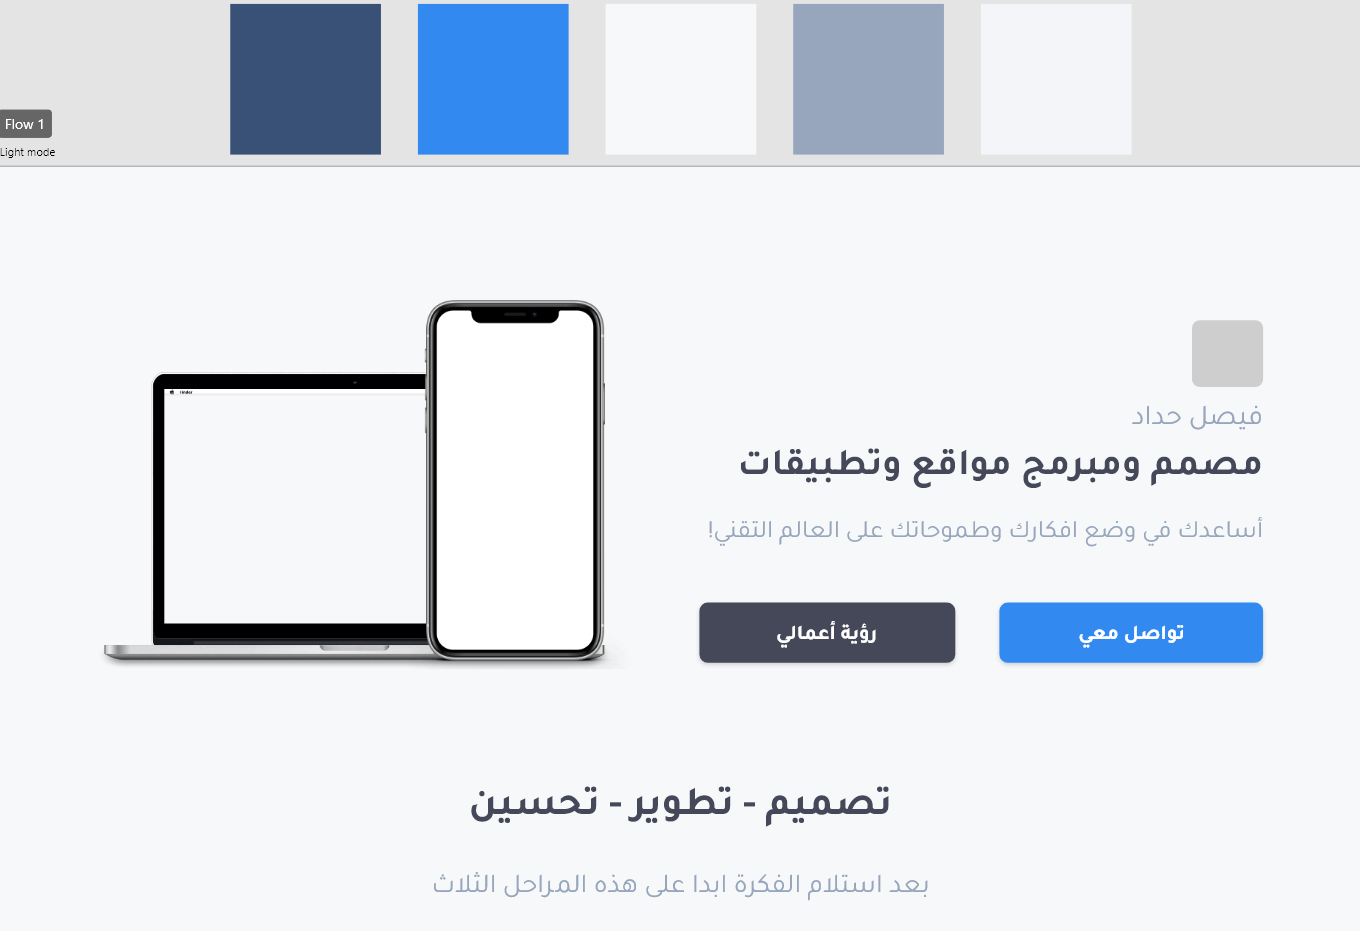 Flow 1
Light mode
Finder
فيصل حداد
مصمم ومبرمج مواقع وتطبيقات
أساعدك في وضع افكارك وطموحاتك على العالم التقني!
تواصل معي
رؤية أعمالي
تصميم - تطوير - تحسين
بعد استلام الفكرة ابدا على هذه المراحل الثلاث